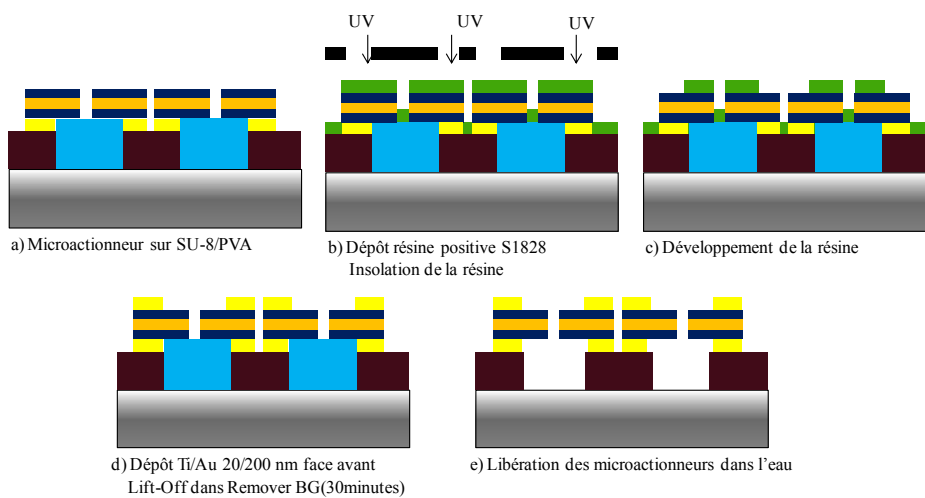 UV UV UV
a) Microactionneur sur SU-8/PVA
b) Dépôt résine positive S1828
Insolation de la résine
c) Développement de la résine
d) Dépôt Ti/Au 20/200 nm face avant
Lift-Off dans Remover BG(30minutes)
e) Libération des microactionneurs dans l'eau